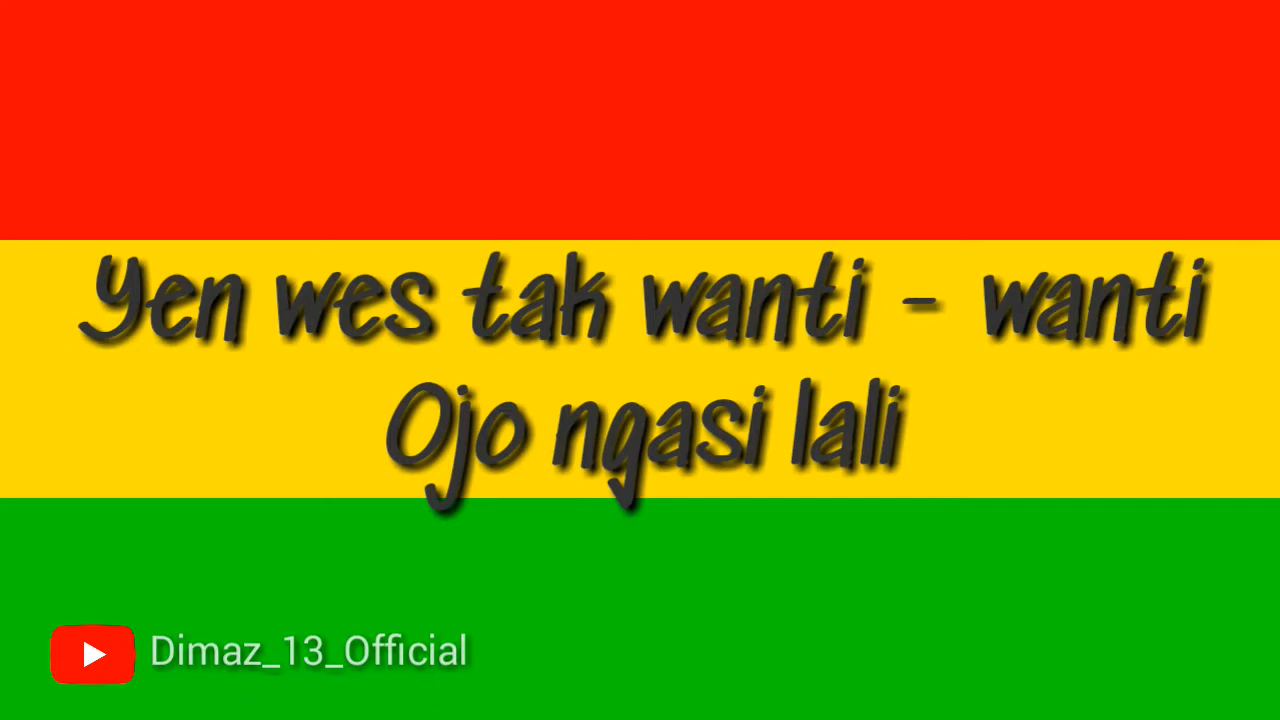 Yen wes tak wanti - wanti
Ojo ngasi lali
Dimaz_13_Official